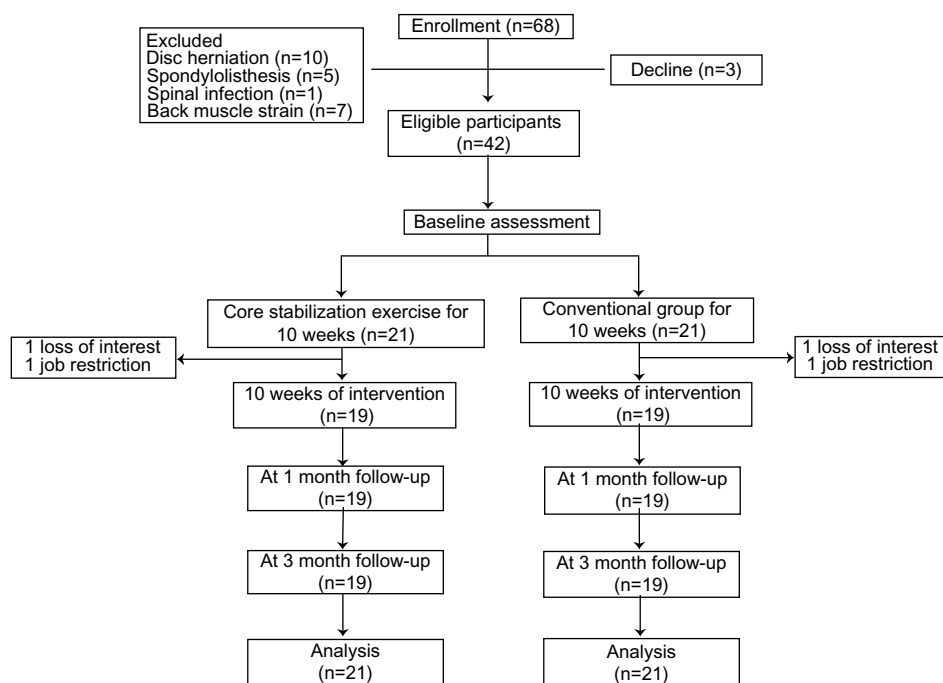 Enrollment (n=68)
Excluded
Disc herniation (n=10)
Spondylolisthesis (n=5)
Spinal infection (n=1)
Back muscle strain (n=7)
Decline (n=3)
Eligible participants
(n=42)
Baseline assessment
Core stabilization exercise for
10 weeks (n=21)
Conventional group for
10 weeks (n=21)
1 loss of interest
1 job restriction
1 loss of interest
1 job restriction
10 weeks of intervention
(n=19)
10 weeks of intervention
(n=19)
At 1 month follow-up
(n=19)
At 1 month follow-up
(n=19)
At 3 month follow-up
(n=19)
At 3 month follow-up
(n=19)
Analysis
(n=21)
Analysis
(n=21)